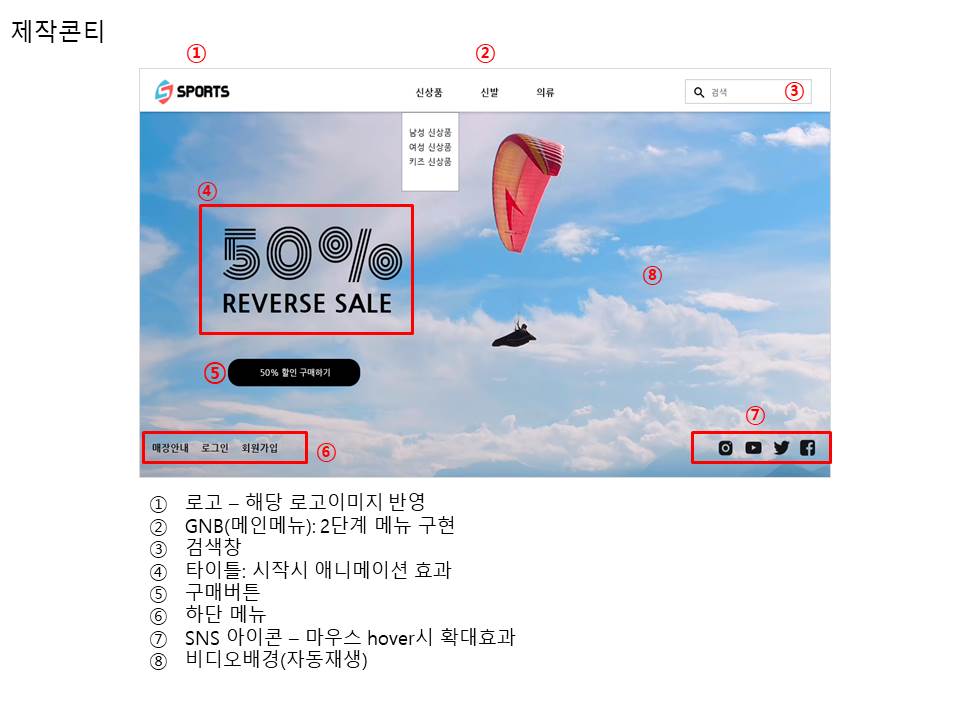 제작콘티
① ②
SPORTS 신상품 신발 의류 검색 ③
남성 신상품
여성 신상품
키즈 신상품
④
50%
REVERSE SALE
⑧
⑤ 50% 할인 구매하기
⑦
매장안내 로그인 회원가입 ⑥
① 로고 – 해당 로고이미지 반영
② GNB(메인메뉴): 2단계 메뉴 구현
③ 검색창
④ 타이틀: 시작시 애니메이션 효과
⑤ 구매버튼
⑥ 하단 메뉴
⑦ SNS 아이콘 – 마우스 hover시 확대효과
⑧ 비디오배경(자동재생)